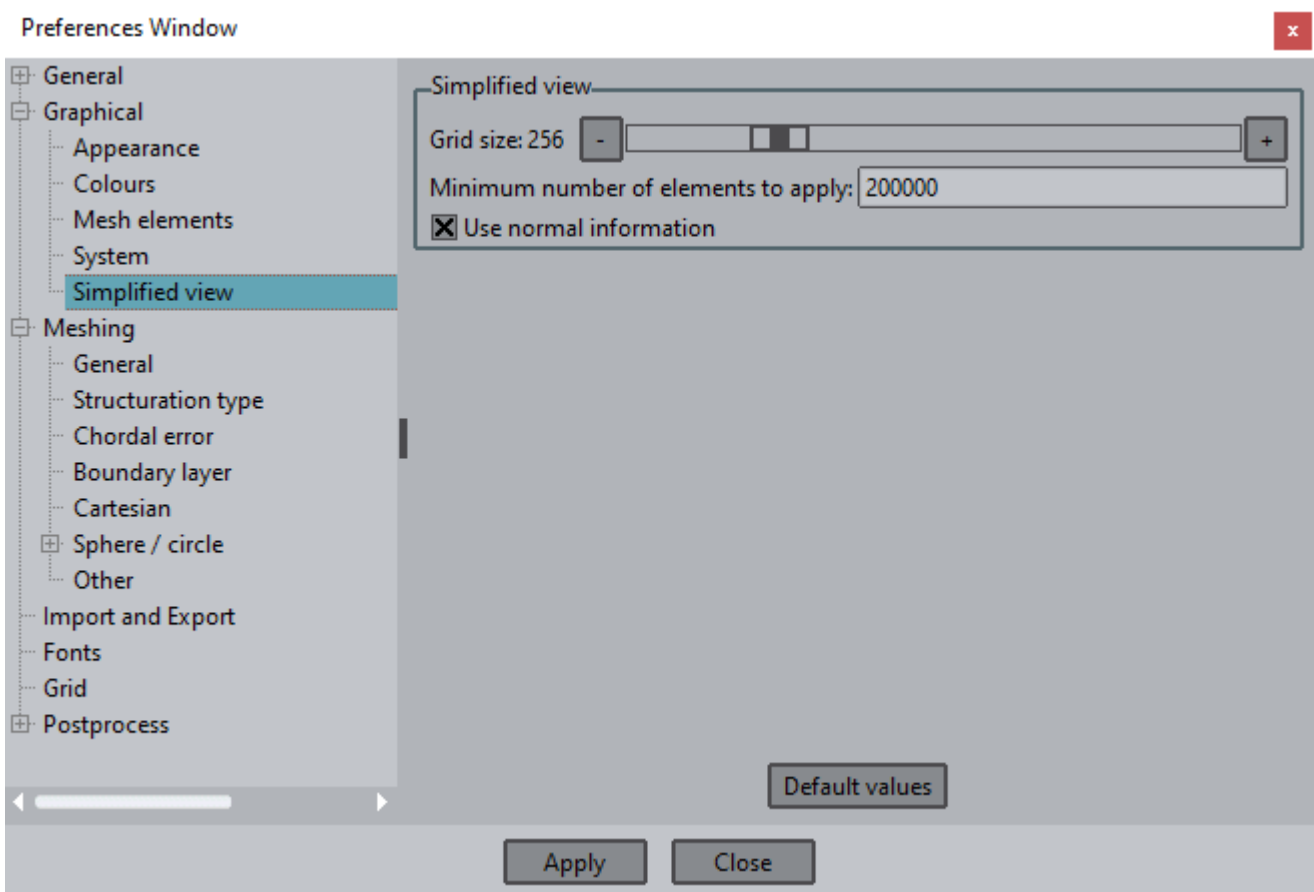 Preferences Window
x
General
Graphical
Appearance
Colours
Mesh elements
System
Simplified view
Meshing
General
Structuration type
Chordal error
Boundary layer
Cartesian
Sphere / circle
Other
Import and Export
Fonts
Grid
Postprocess
Simplified view
Grid size: 256 - +
Minimum number of elements to apply: 200000
Use normal information
Default values
Apply Close